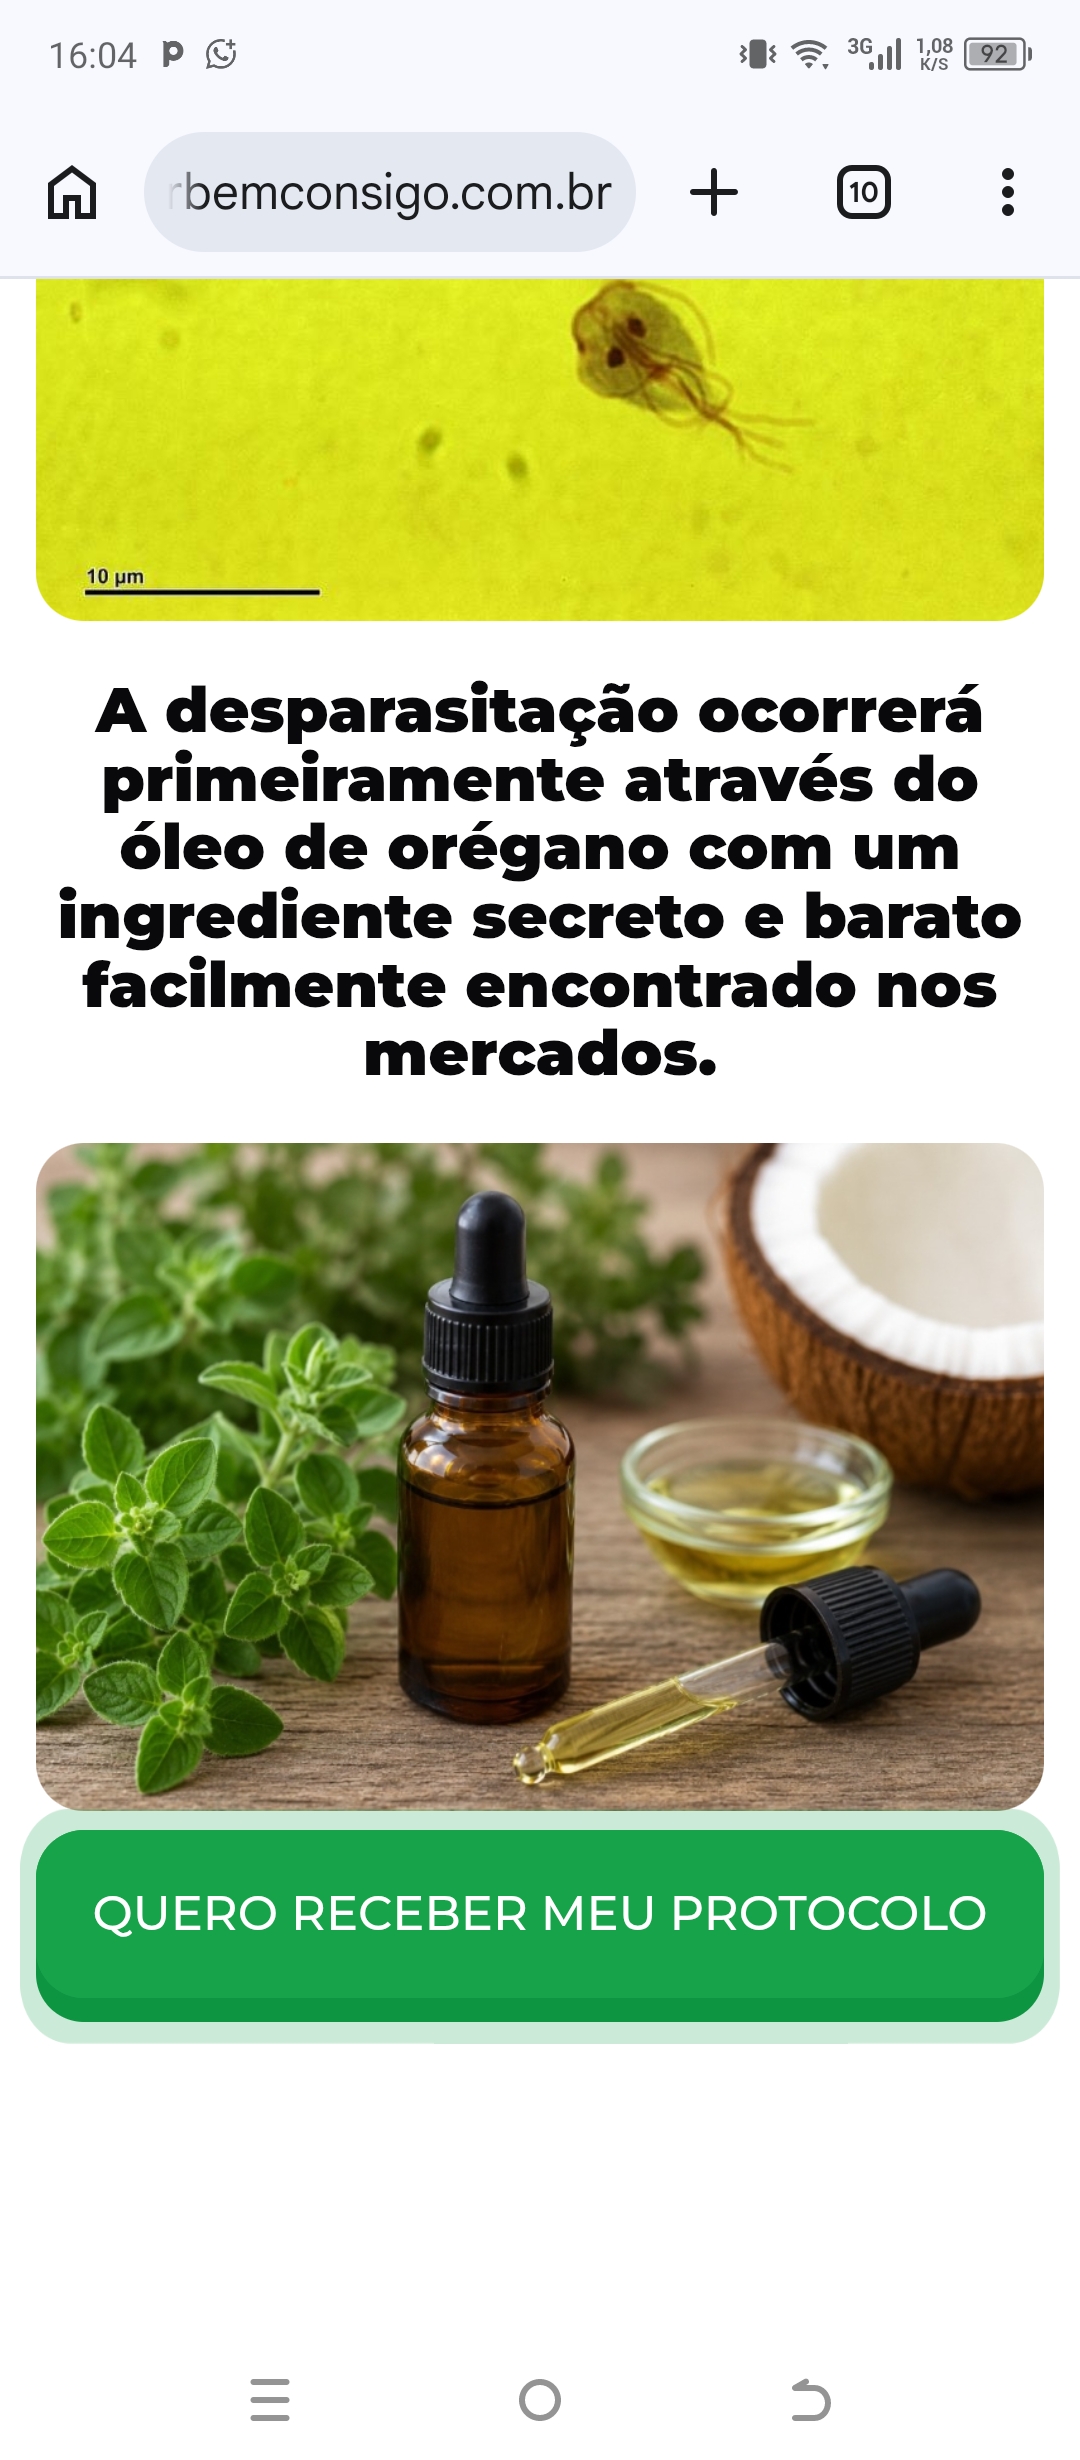 16:04
3G
1,08
K/S
92
rbemconsigo.com.br
10
10 µm
A desparasitação ocorrerá
primeiramente através do
óleo de orégano com um
ingrediente secreto e barato
facilmente encontrado nos
mercados.
QUERO RECEBER MEU PROTOCOLO